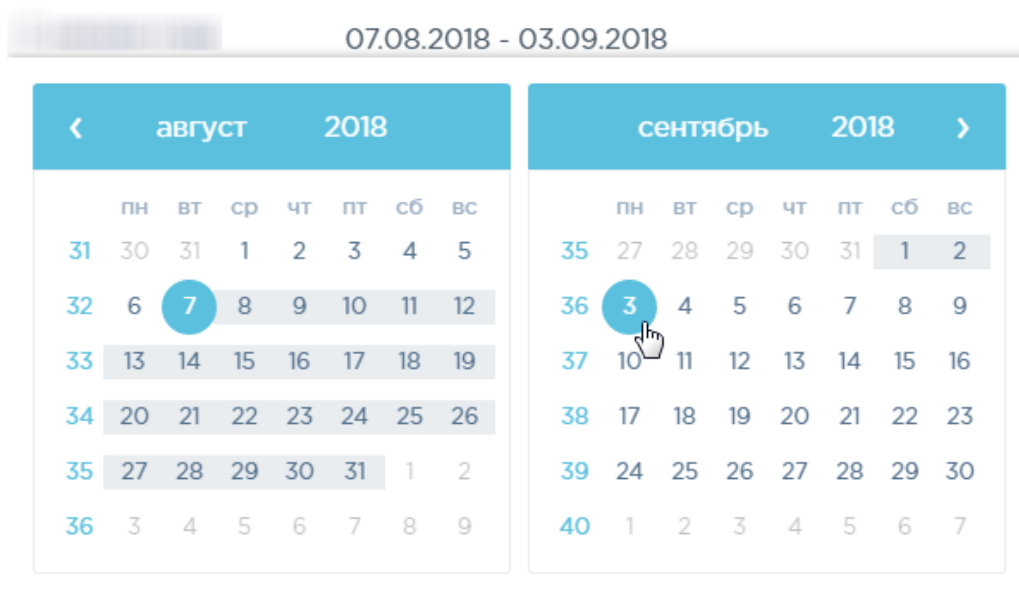 07.08.2018 - 03.09.2018
август 2018
пн вт ср чт пт сб вс
31 30 31 1 2 3 4 5
32 6 7 8 9 10 11 12
33 13 14 15 16 17 18 19
34 20 21 22 23 24 25 26
35 27 28 29 30 31 1 2
36 3 4 5 6 7 8 9
сентябрь 2018
пн вт ср чт пт сб вс
35 27 28 29 30 31 1 2
36 3 4 5 6 7 8 9
37 10 11 12 13 14 15 16
38 17 18 19 20 21 22 23
39 24 25 26 27 28 29 30
40 1 2 3 4 5 6 7